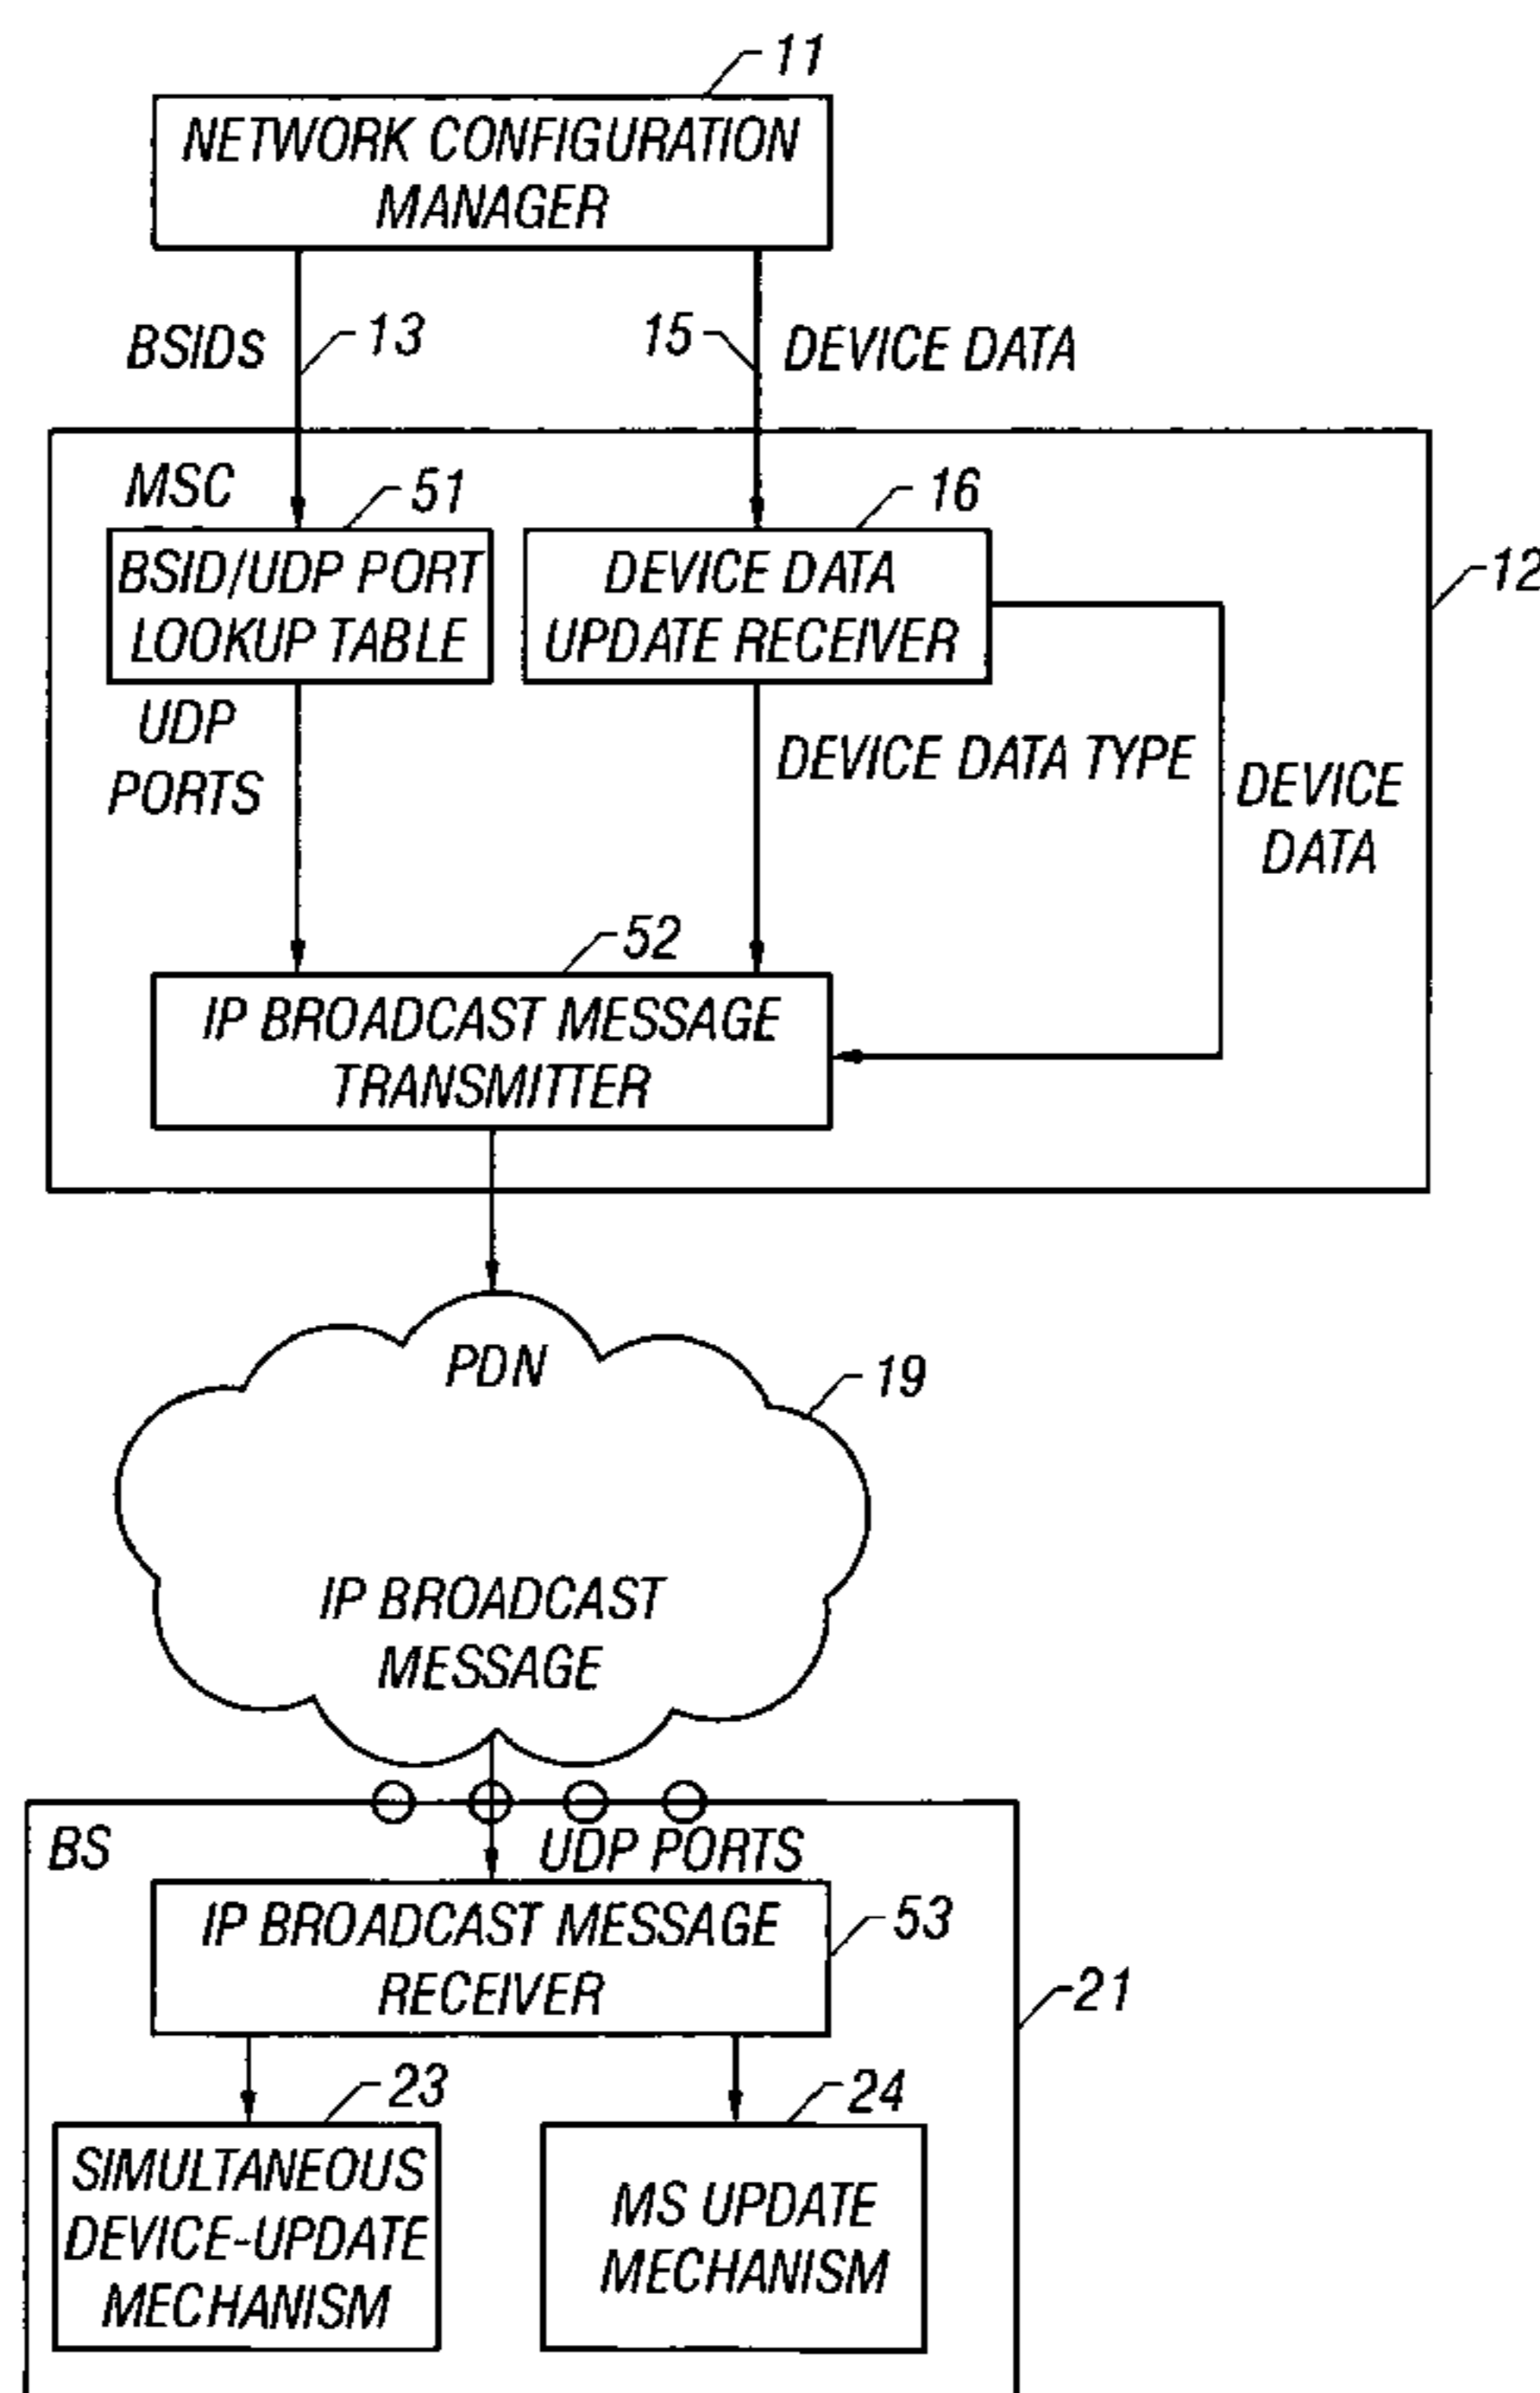 11
NETWORK CONFIGURATION
MANAGER
BSIDs
13
15
DEVICE DATA
MSC
51
16
12
BSID/UDP PORT
LOOKUP TABLE
DEVICE DATA
UPDATE RECEIVER
UDP
PORTS
DEVICE DATA TYPE
DEVICE
DATA
52
IP BROADCAST MESSAGE
TRANSMITTER
PDN
19
IP BROADCAST
MESSAGE
BS
UDP PORTS
IP BROADCAST MESSAGE
RECEIVER
53
21
23
24
SIMULTANEOUS
DEVICE-UPDATE
MECHANISM
MS UPDATE
MECHANISM